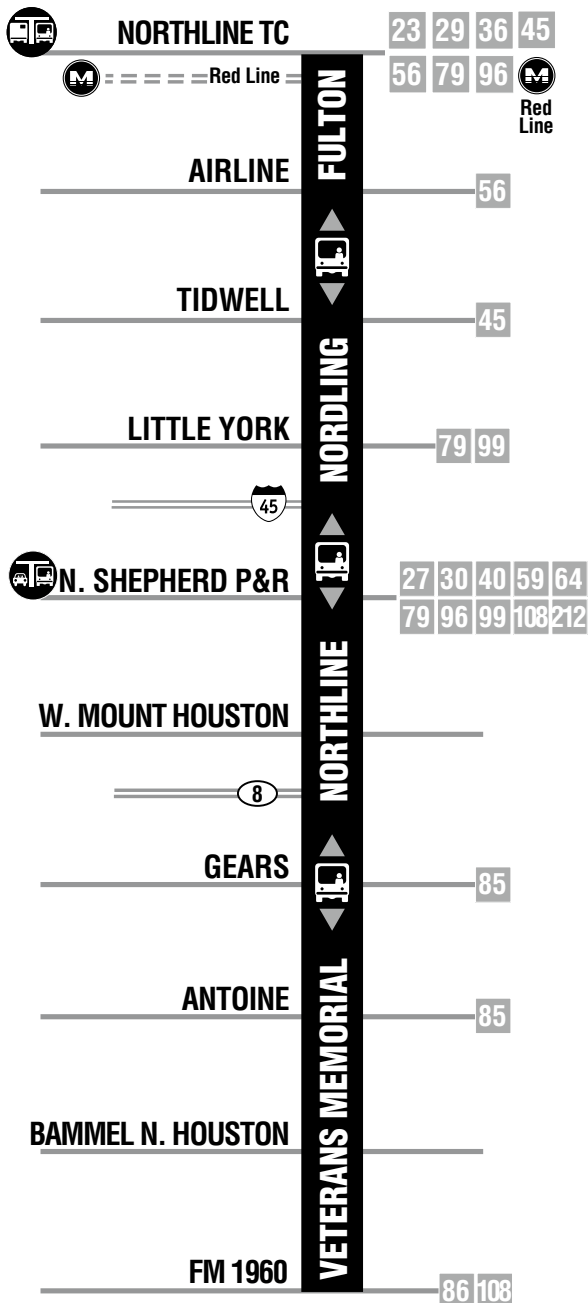 NORTHLINE TC 23 29 36 45
M Red Line 56 79 96 M
Red
Line
FULTON
AIRLINE 56
TIDWELL 45
NORDLING
LITTLE YORK 79 99
45
N. SHEPHERD P&R 27 30 40 59 64
79 96 99 108 212
NORTHLINE
W. MOUNT HOUSTON
8
GEARS 85
VETERANS MEMORIAL
ANTOINE 85
BAMMEL N. HOUSTON
FM 1960 86 108